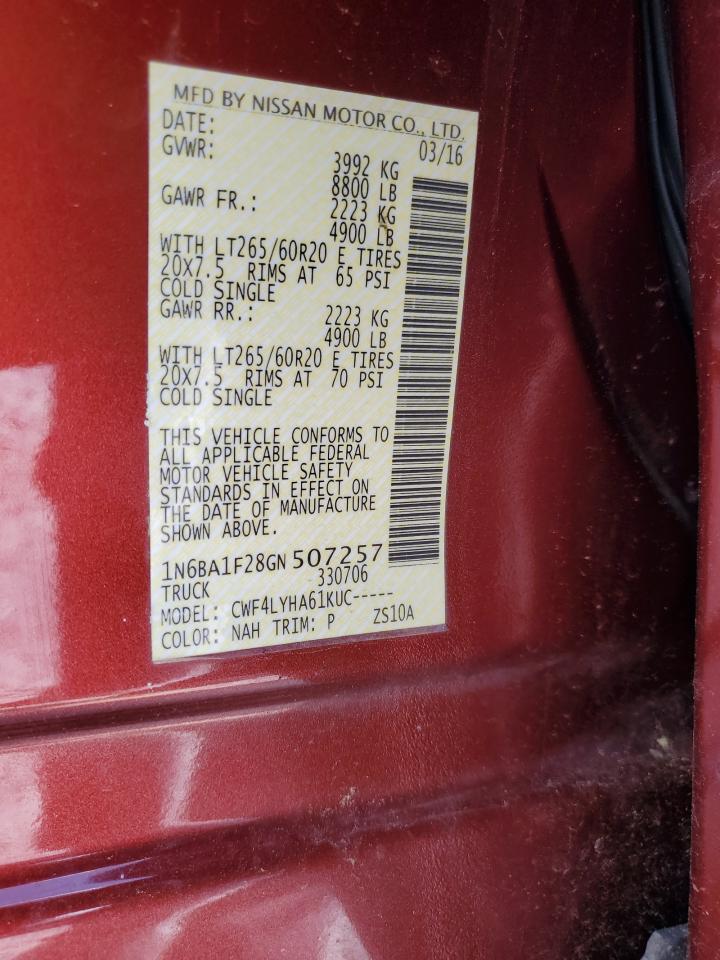 MFD BY NISSAN MOTOR CO., LTD.
DATE: 03/16
GVWR: 3992 KG
8800 LB
GAWR FR.: 2223 KG
4900 LB
WITH LT265/60R20 E TIRES
20X7.5 RIMS AT 65 PSI
COLD SINGLE
GAWR RR.: 2223 KG
4900 LB
WITH LT265/60R20 E TIRES
20X7.5 RIMS AT 70 PSI
COLD SINGLE
THIS VEHICLE CONFORMS TO
ALL APPLICABLE FEDERAL
MOTOR VEHICLE SAFETY
STANDARDS IN EFFECT ON
THE DATE OF MANUFACTURE
SHOWN ABOVE.
1N6BA1F28GN 507257
TRUCK 330706
MODEL: CWF4LYHA61KUC-----
COLOR: NAH TRIM: P ZS10A